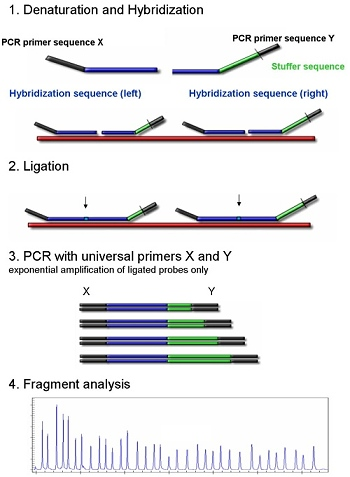 1. Denaturation and Hybridization
PCR primer sequence X
PCR primer sequence Y
Stuffer sequence
Hybridization sequence (left)
Hybridization sequence (right)
2. Ligation
3. PCR with universal primers X and Y
exponential amplification of ligated probes only
X Y
4. Fragment analysis